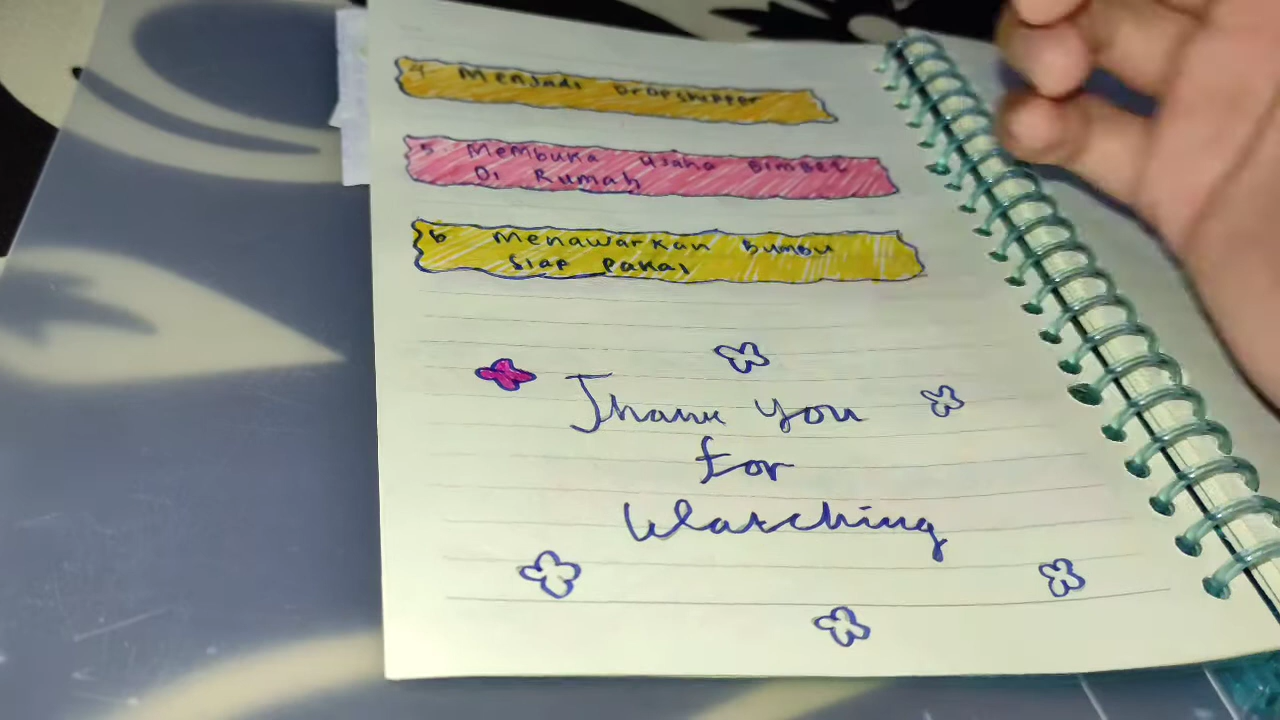 4 Menjadi Dropshipper
5. Membuka usaha Bimbel
Di Rumah
6 Menawarkan Bumbu
Siap Pakai
Thank you
for
Watching